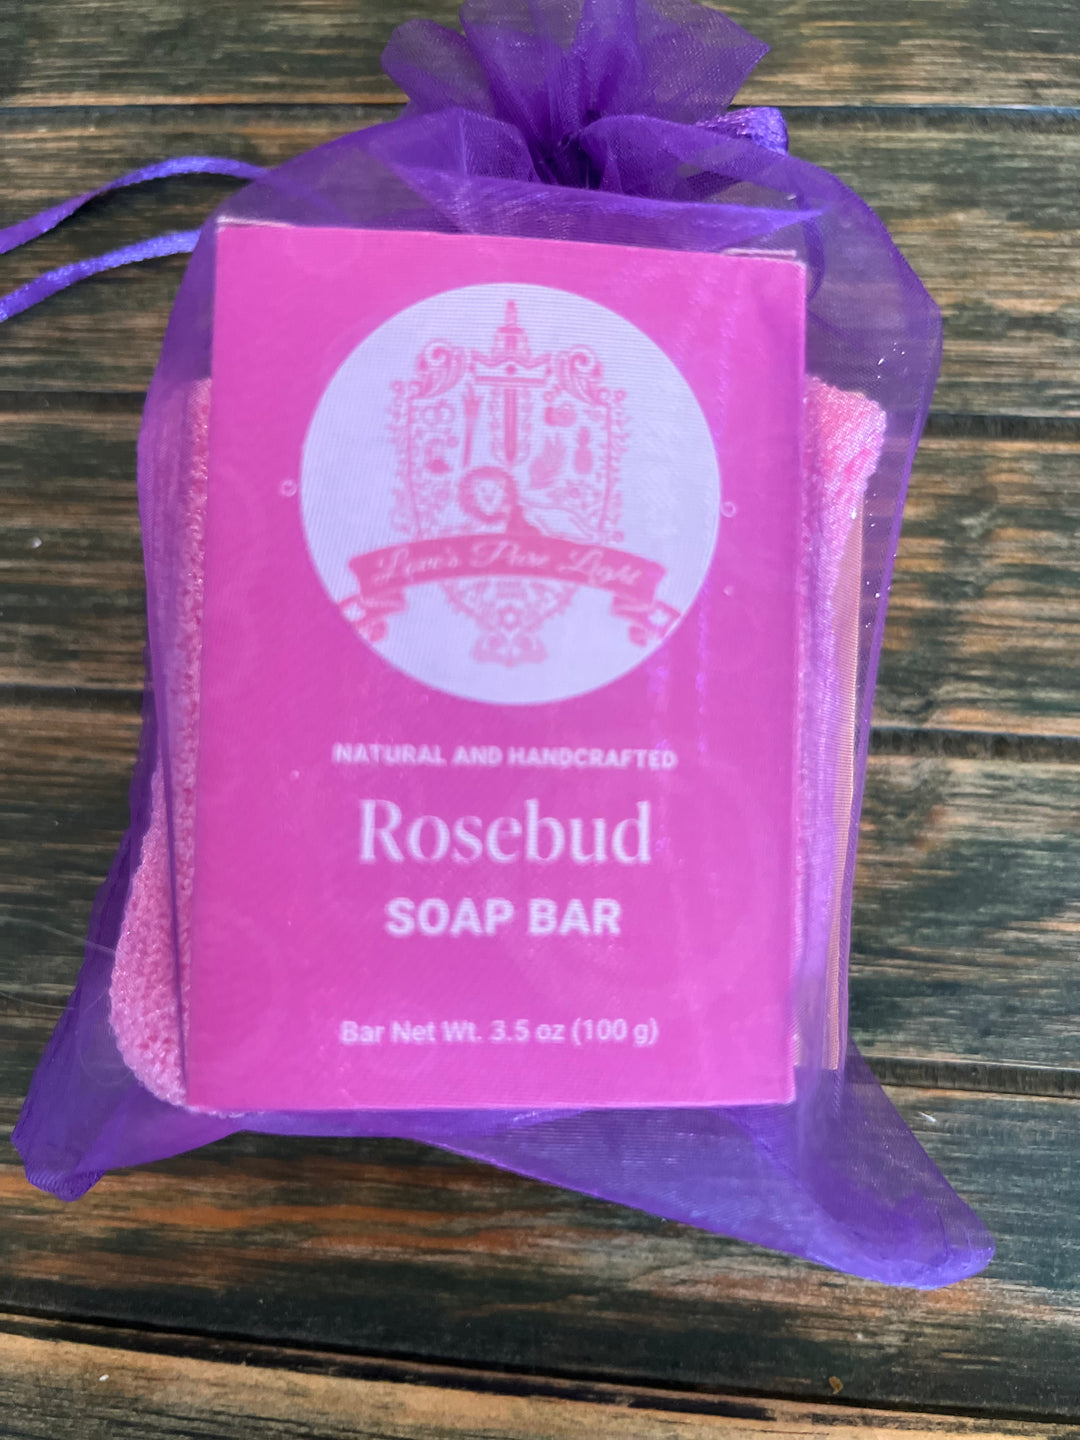 Love's Pure Light
NATURAL AND HANDCRAFTED
Rosebud
SOAP BAR
Bar Net Wt. 3.5 oz (100 g)